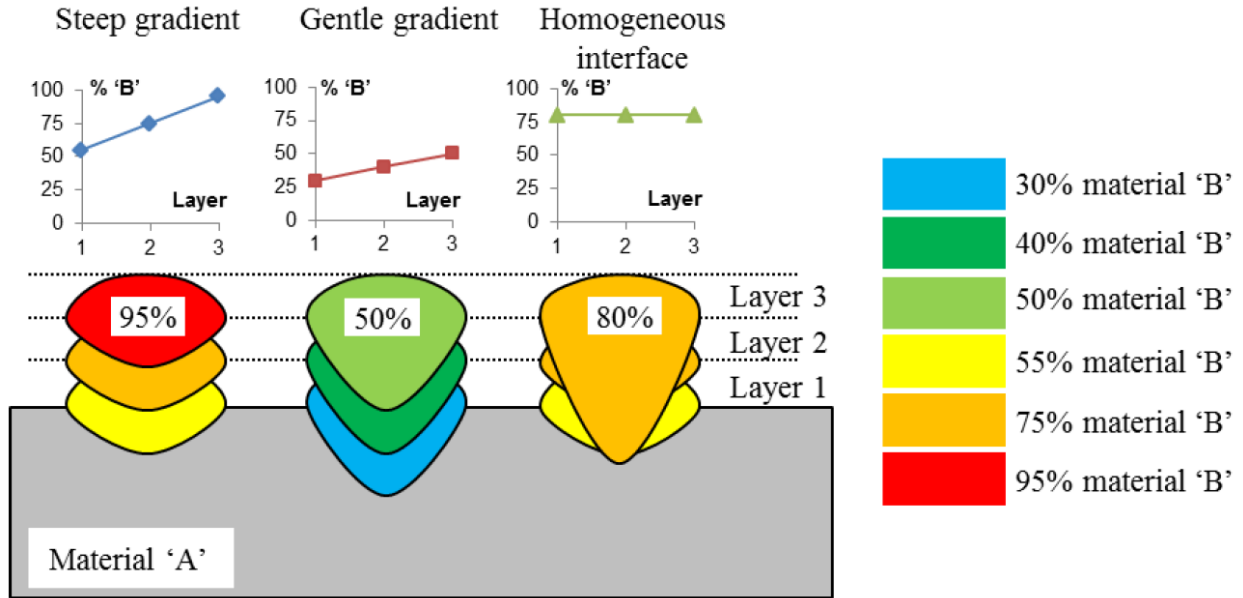 Steep gradient
Gentle gradient
Homogeneous
interface
% ‘B’
100
75
50
25
0
Layer
1 2 3
% ‘B’
100
75
50
25
0
Layer
1 2 3
% ‘B’
100
75
50
25
0
Layer
1 2 3
95%
50%
80%
Layer 3
Layer 2
Layer 1
Material ‘A’
30% material ‘B’
40% material ‘B’
50% material ‘B’
55% material ‘B’
75% material ‘B’
95% material ‘B’